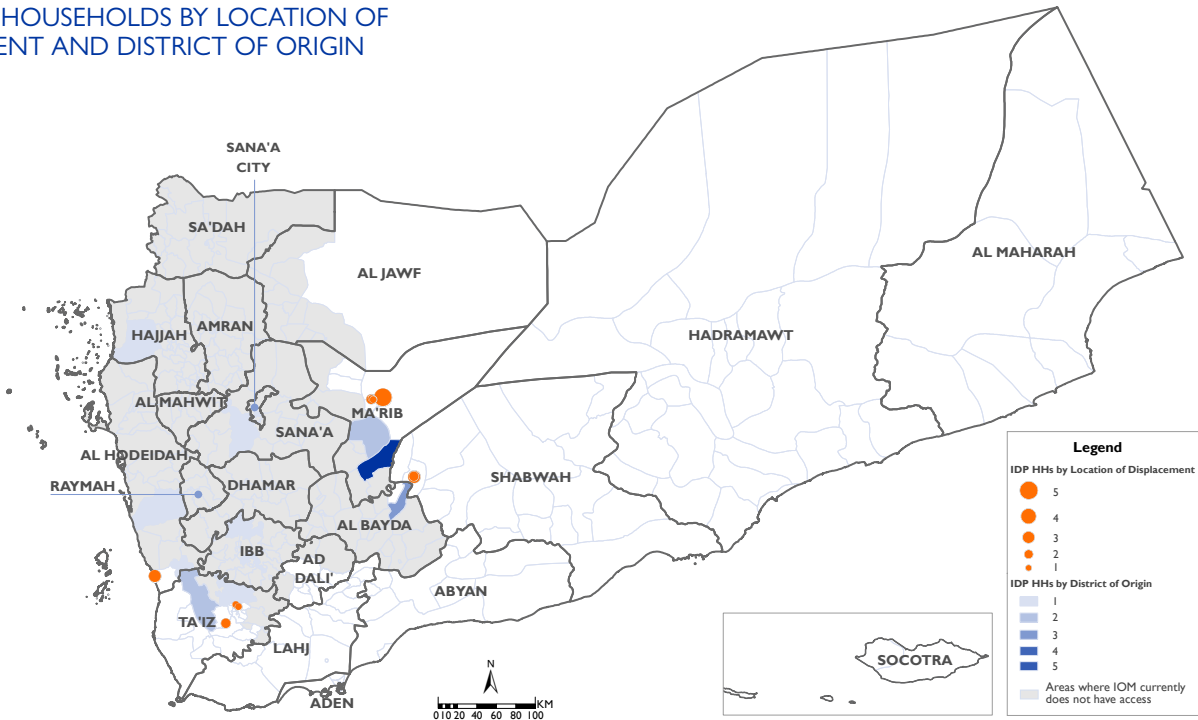 HOUSEHOLDS BY LOCATION OF
ENT AND DISTRICT OF ORIGIN
SANA'A
CITY
SA'DAH
AL JAWF
AL MAHARAH
HAJJAH
AMRAN
HADRAMAWT
AL MAHWIT
MA'RIB
SANA'A
AL HODEIDAH
SHABWAH
RAYMAH
DHAMAR
AL BAYDA
IBB
AD
DALI'
ABYAN
TA'IZ
LAHJ
ADEN
SOCOTRA
N
KM
0 10 20 40 60 80 100
Legend
IDP HHs by Location of Displacement
5
4
3
2
1
IDP HHs by District of Origin
1
2
3
4
5
Areas where IOM currently
does not have access